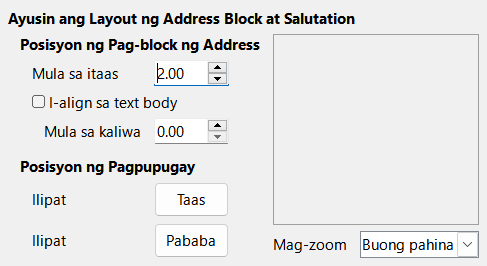 Ayusin ang Layout ng Address Block at Salutation
Posisyon ng Pag-block ng Address
Mula sa itaas 2.00
I-align sa text body
Mula sa kaliwa 0.00
Posisyon ng Pagpupugay
Ilipat Taas
Ilipat Pababa
Mag-zoom Buong pahina